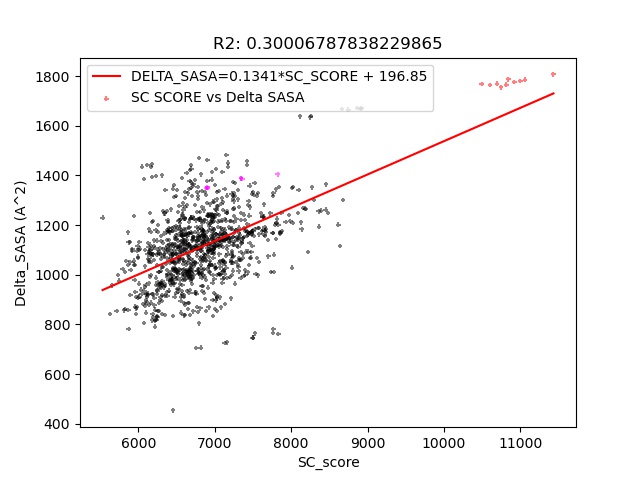 R2: 0.30006787838229865
DELTA_SASA=0.1341*SC_SCORE + 196.85
SC SCORE vs Delta SASA
1800
1600
1400
1200
1000
800
600
400
Delta_SASA (A^2)
6000 7000 8000 9000 10000 11000
SC_score